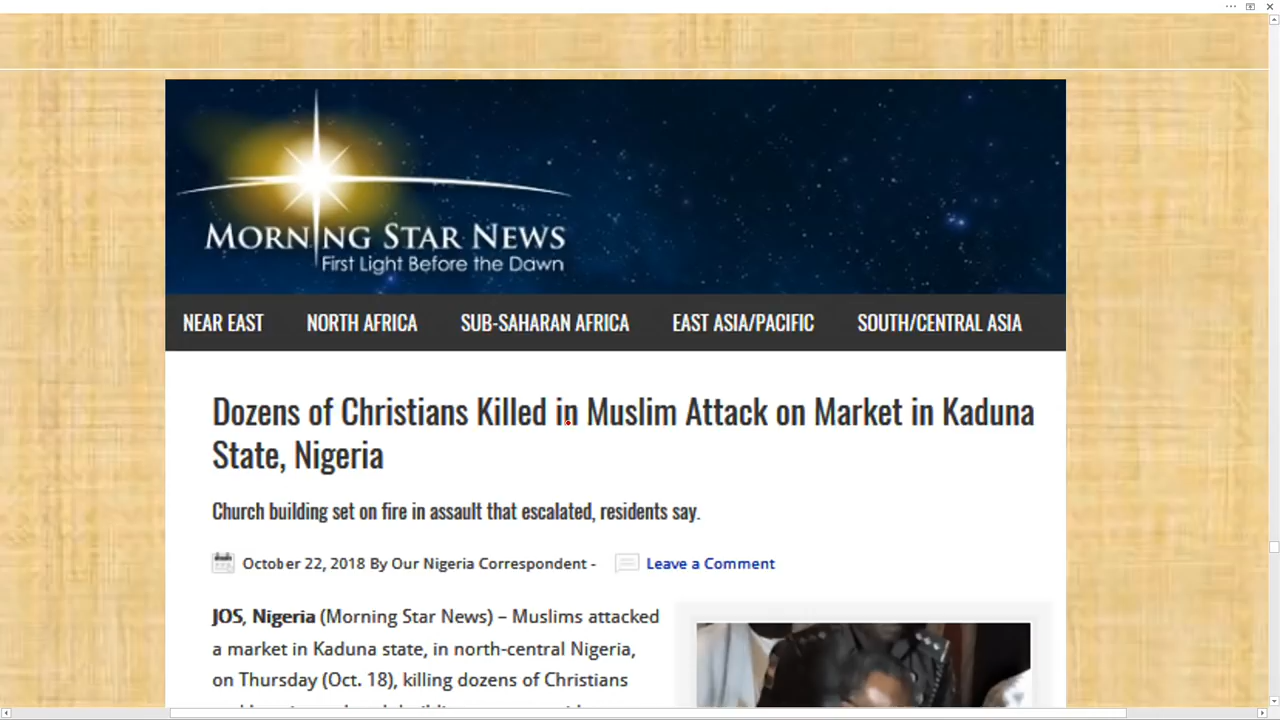 MORNING STAR NEWS
First Light Before the Dawn
NEAR EAST NORTH AFRICA SUB-SAHARAN AFRICA EAST ASIA/PACIFIC SOUTH/CENTRAL ASIA
Dozens of Christians Killed in Muslim Attack on Market in Kaduna
State, Nigeria
Church building set on fire in assault that escalated, residents say.
October 22, 2018 By Our Nigeria Correspondent - Leave a Comment
JOS, Nigeria (Morning Star News) – Muslims attacked
a market in Kaduna state, in north-central Nigeria,
on Thursday (Oct. 18), killing dozens of Christians